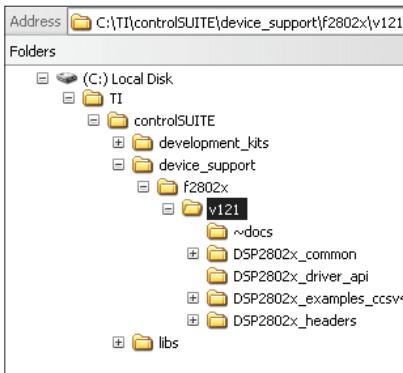 Address C:\TI\controlSUITE\device_support\f2802x\v121
Folders
(C:) Local Disk
TI
controlSUITE
development_kits
device_support
f2802x
v121
~docs
DSP2802x_common
DSP2802x_driver_api
DSP2802x_examples_ccsv4
DSP2802x_headers
libs